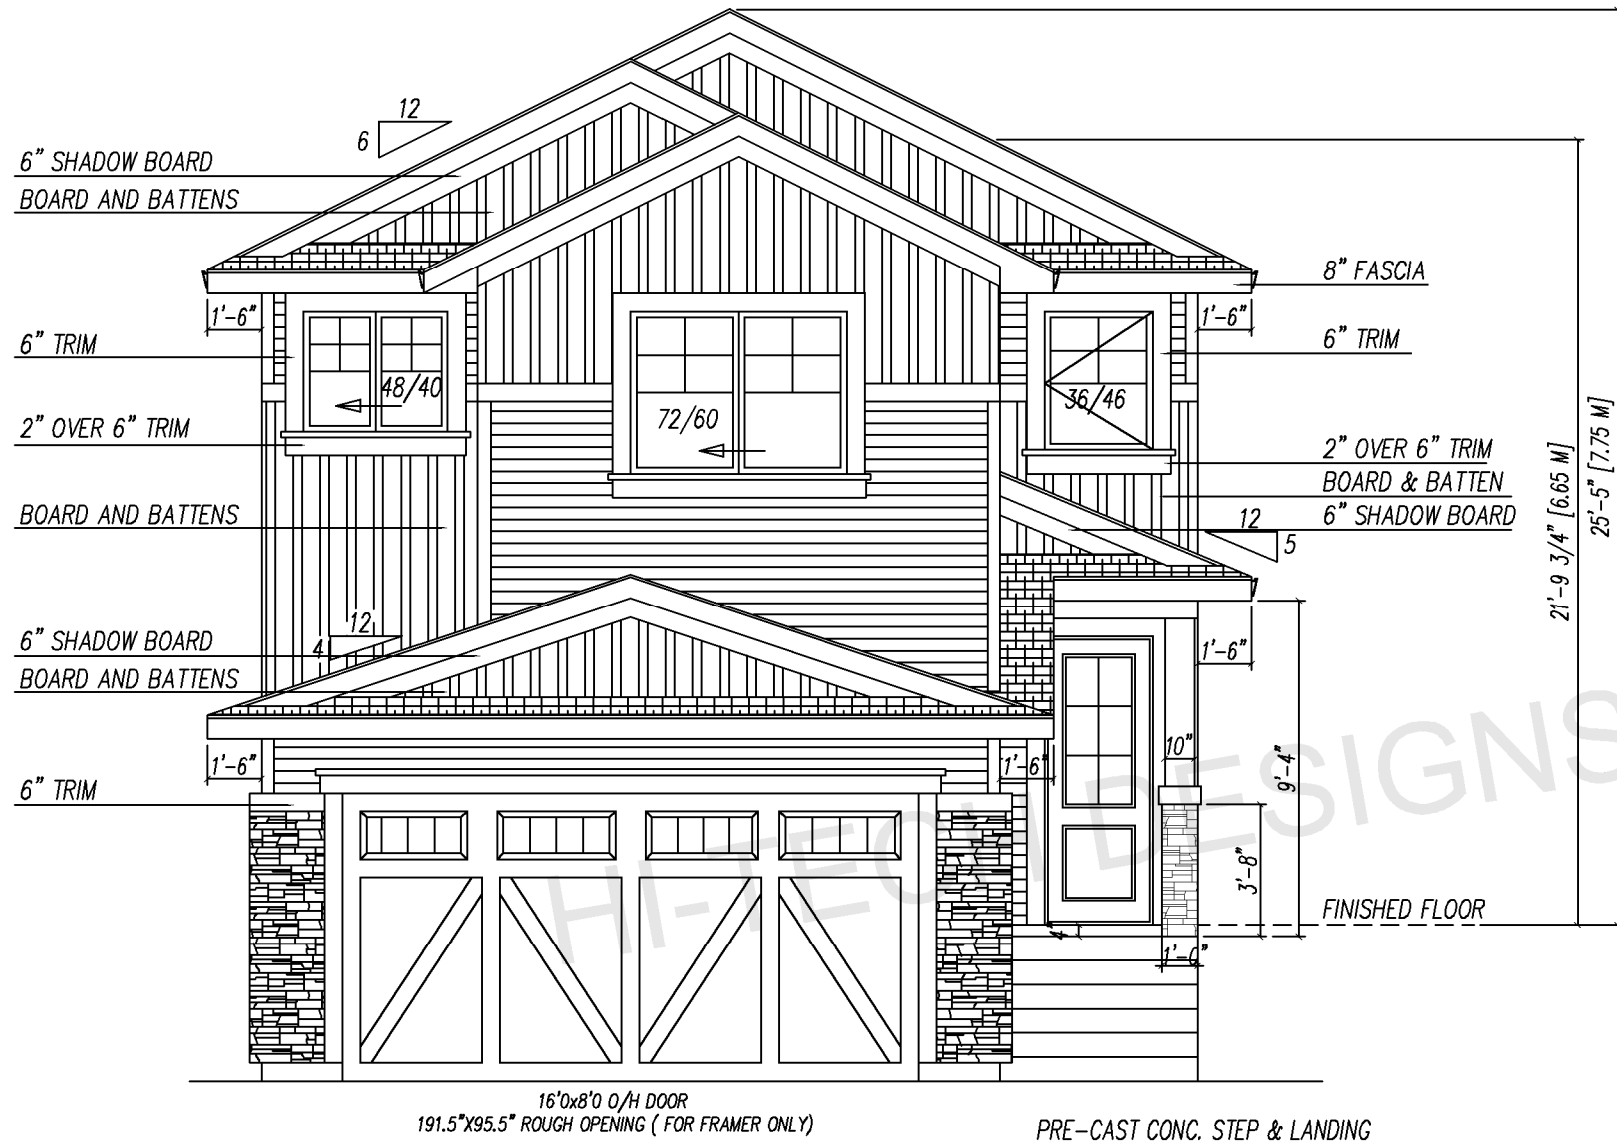 12
6
6" SHADOW BOARD
BOARD AND BATTENS
8" FASCIA
1'-6"
1'-6"
6" TRIM
6" TRIM
48/40
36/46
72/60
2" OVER 6" TRIM
2" OVER 6" TRIM
BOARD & BATTEN
BOARD AND BATTENS
6" SHADOW BOARD
12
5
21'-9 3/4" [6.65 M]
25'-5" [7.75 M]
12
4
6" SHADOW BOARD
BOARD AND BATTENS
1'-6"
1'-6"
1'-6"
10"
9'-4"
6" TRIM
3'-8"
HI-TECH DESIGNS
FINISHED FLOOR
4"
1'-0"
16'0x8'0 O/H DOOR
191.5"X95.5" ROUGH OPENING ( FOR FRAMER ONLY)
PRE-CAST CONC. STEP & LANDING